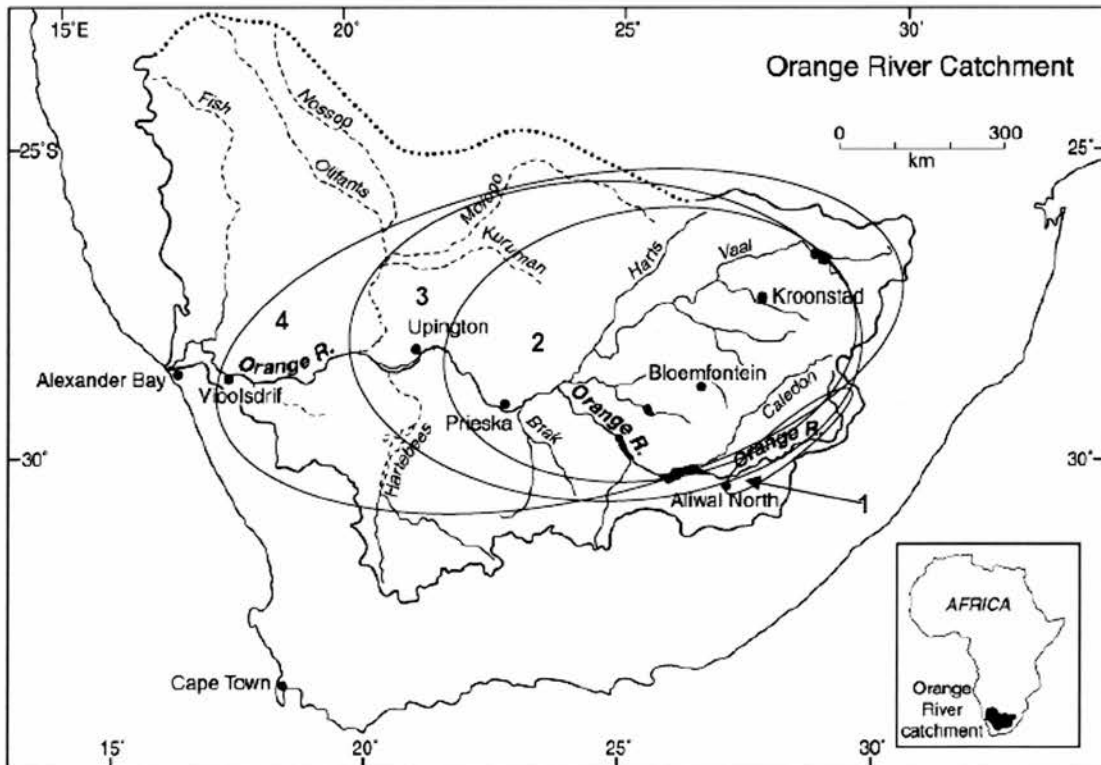 15˚E
20˚
25˚
30˚
Orange River Catchment
0
300
km
25˚S
25˚
Fish
Nossop
Olifants
Molopo
Kuruman
Harts
Vaal
Kroonstad
4
3
2
Upington
Orange R.
Alexander Bay
Vioolsdrif
Bloemfontein
Caledon
Prieska
Brak
Orange R.
Orange R.
30˚
30˚
Hartebees
Aliwal North
1
Cape Town
AFRICA
Orange
River
catchment
15˚
20˚
25˚
30˚